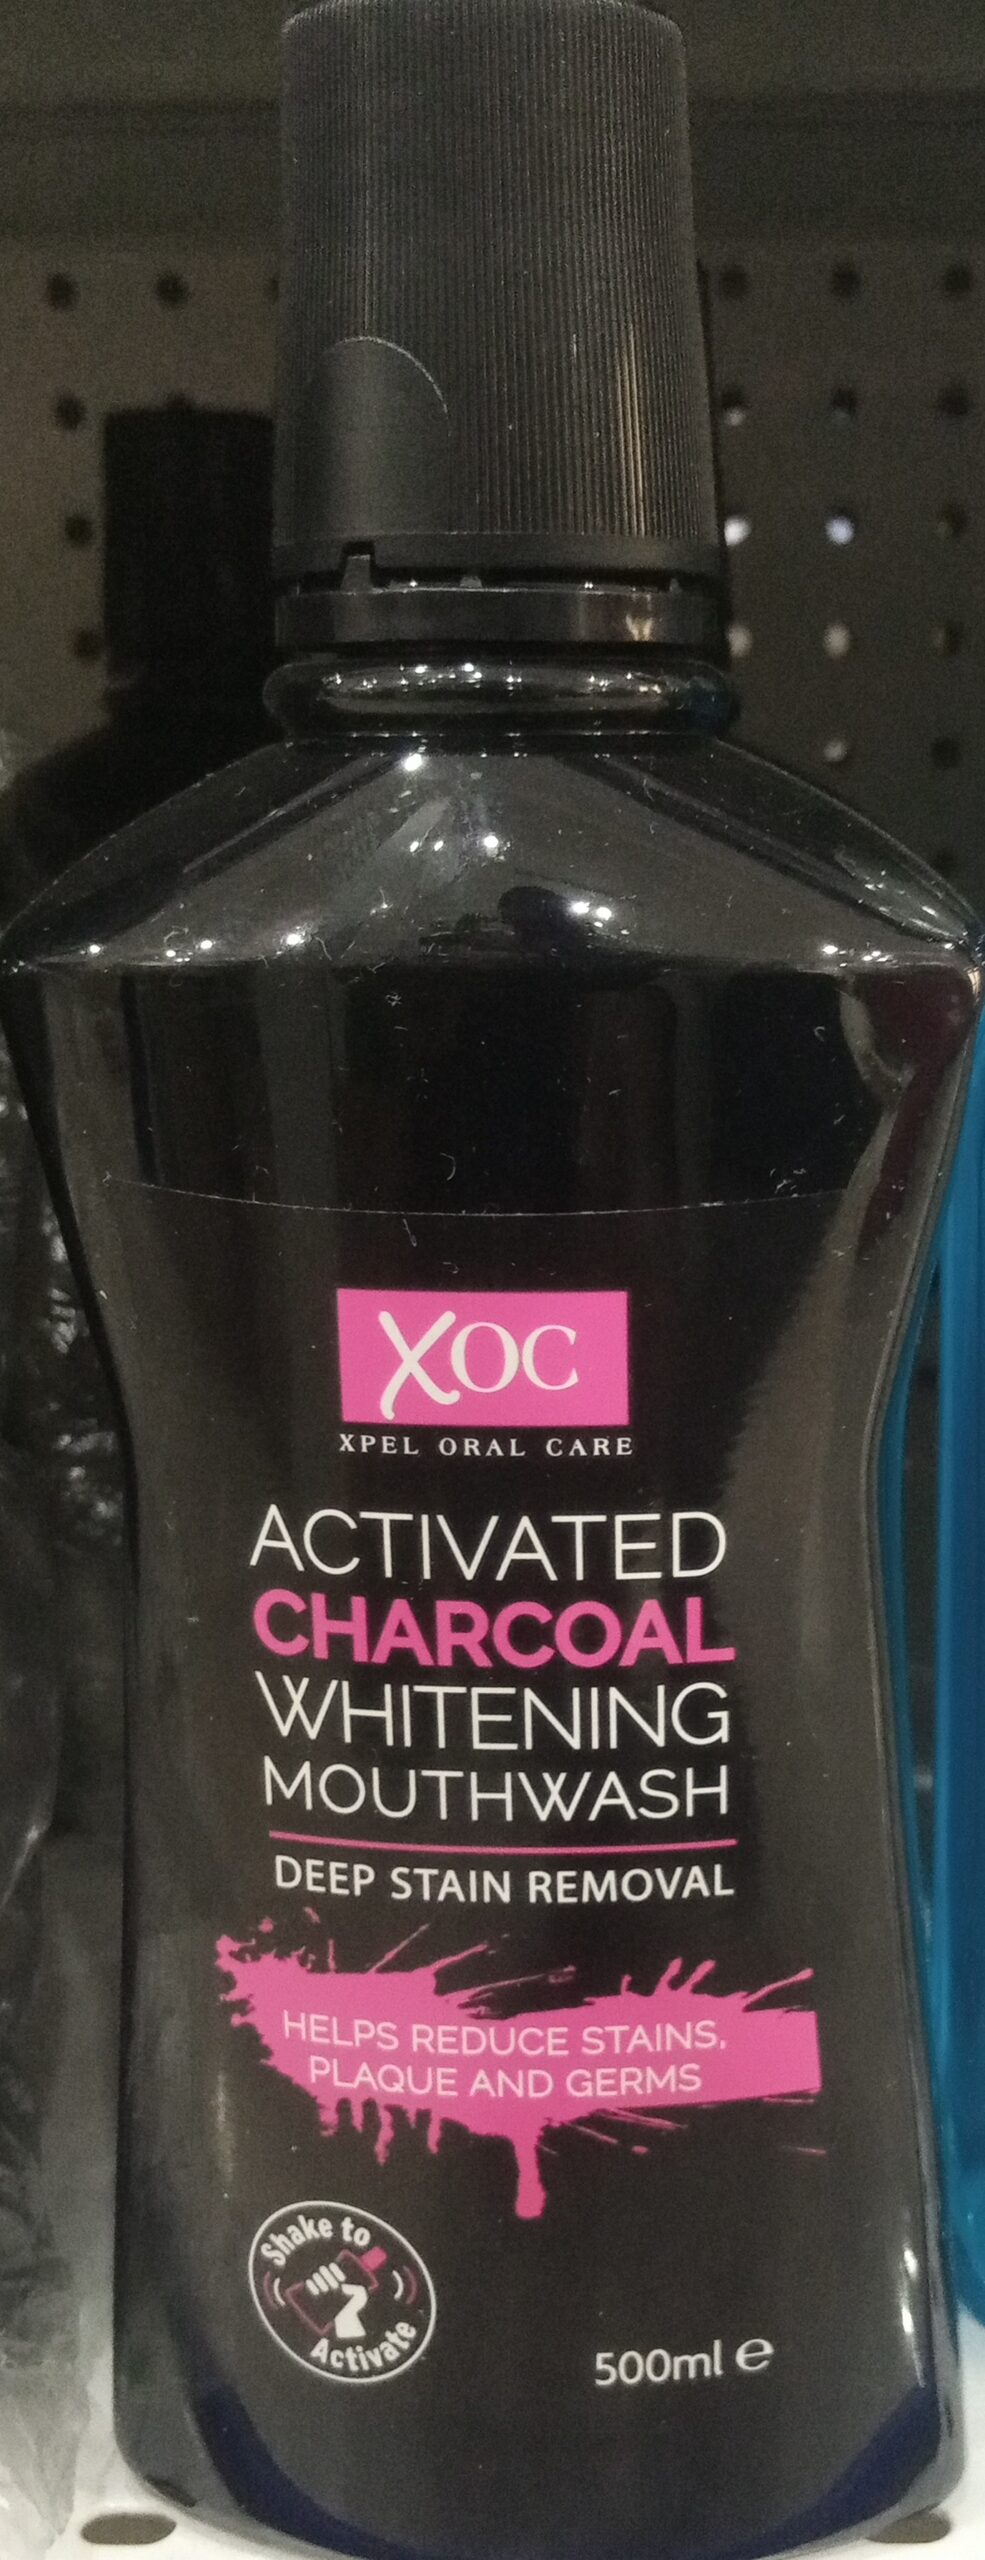 XOC
XPEL ORAL CARE
ACTIVATED
CHARCOAL
WHITENING
MOUTHWASH
DEEP STAIN REMOVAL
HELPS REDUCE STAINS,
PLAQUE AND GERMS
Shake to
Activate
500ml ℮